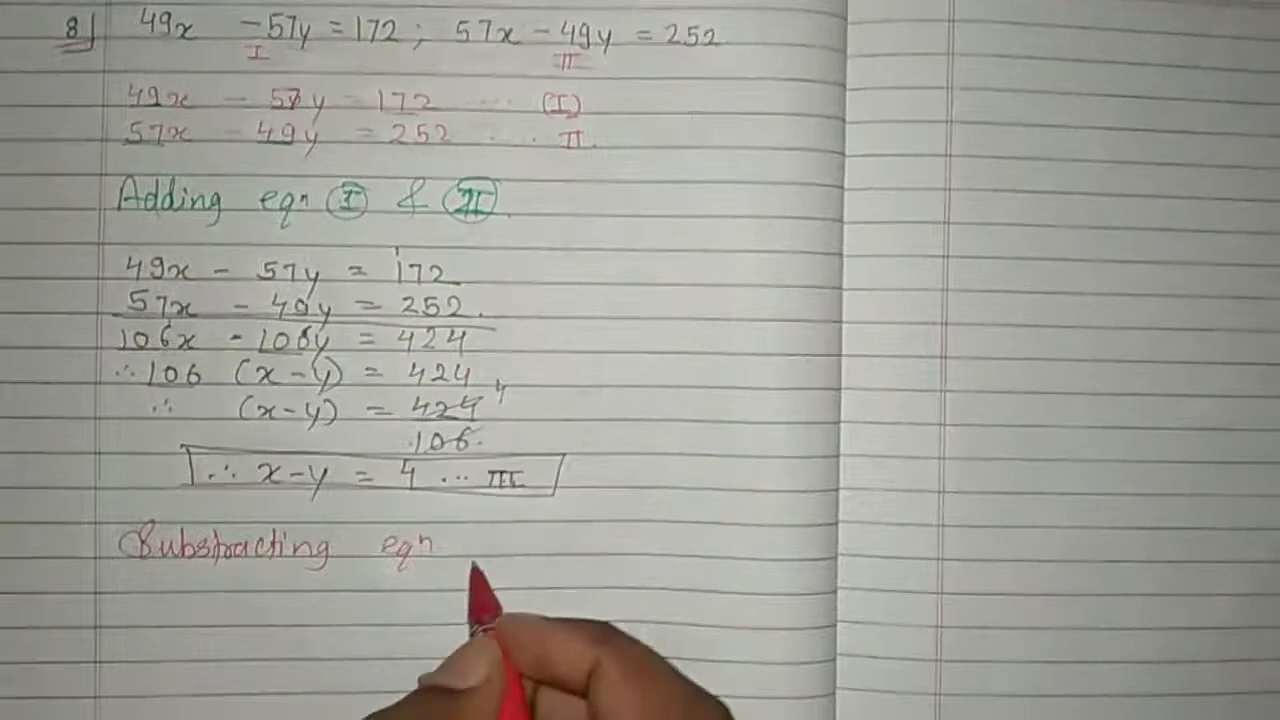 8] 49x - 57y = 172 ; 57x - 49y = 252
I II
49x - 57y = 172 ... (I)
57x - 49y = 252 .... II
Adding eqn I & II.
49x - 57y = 172
57x - 49y = 252.
106x - 106y = 424
∴ 106 (x-y) = 424
∴ (x-y) = 424 4
106.
∴ x-y = 4 ... III
Substracting eqn